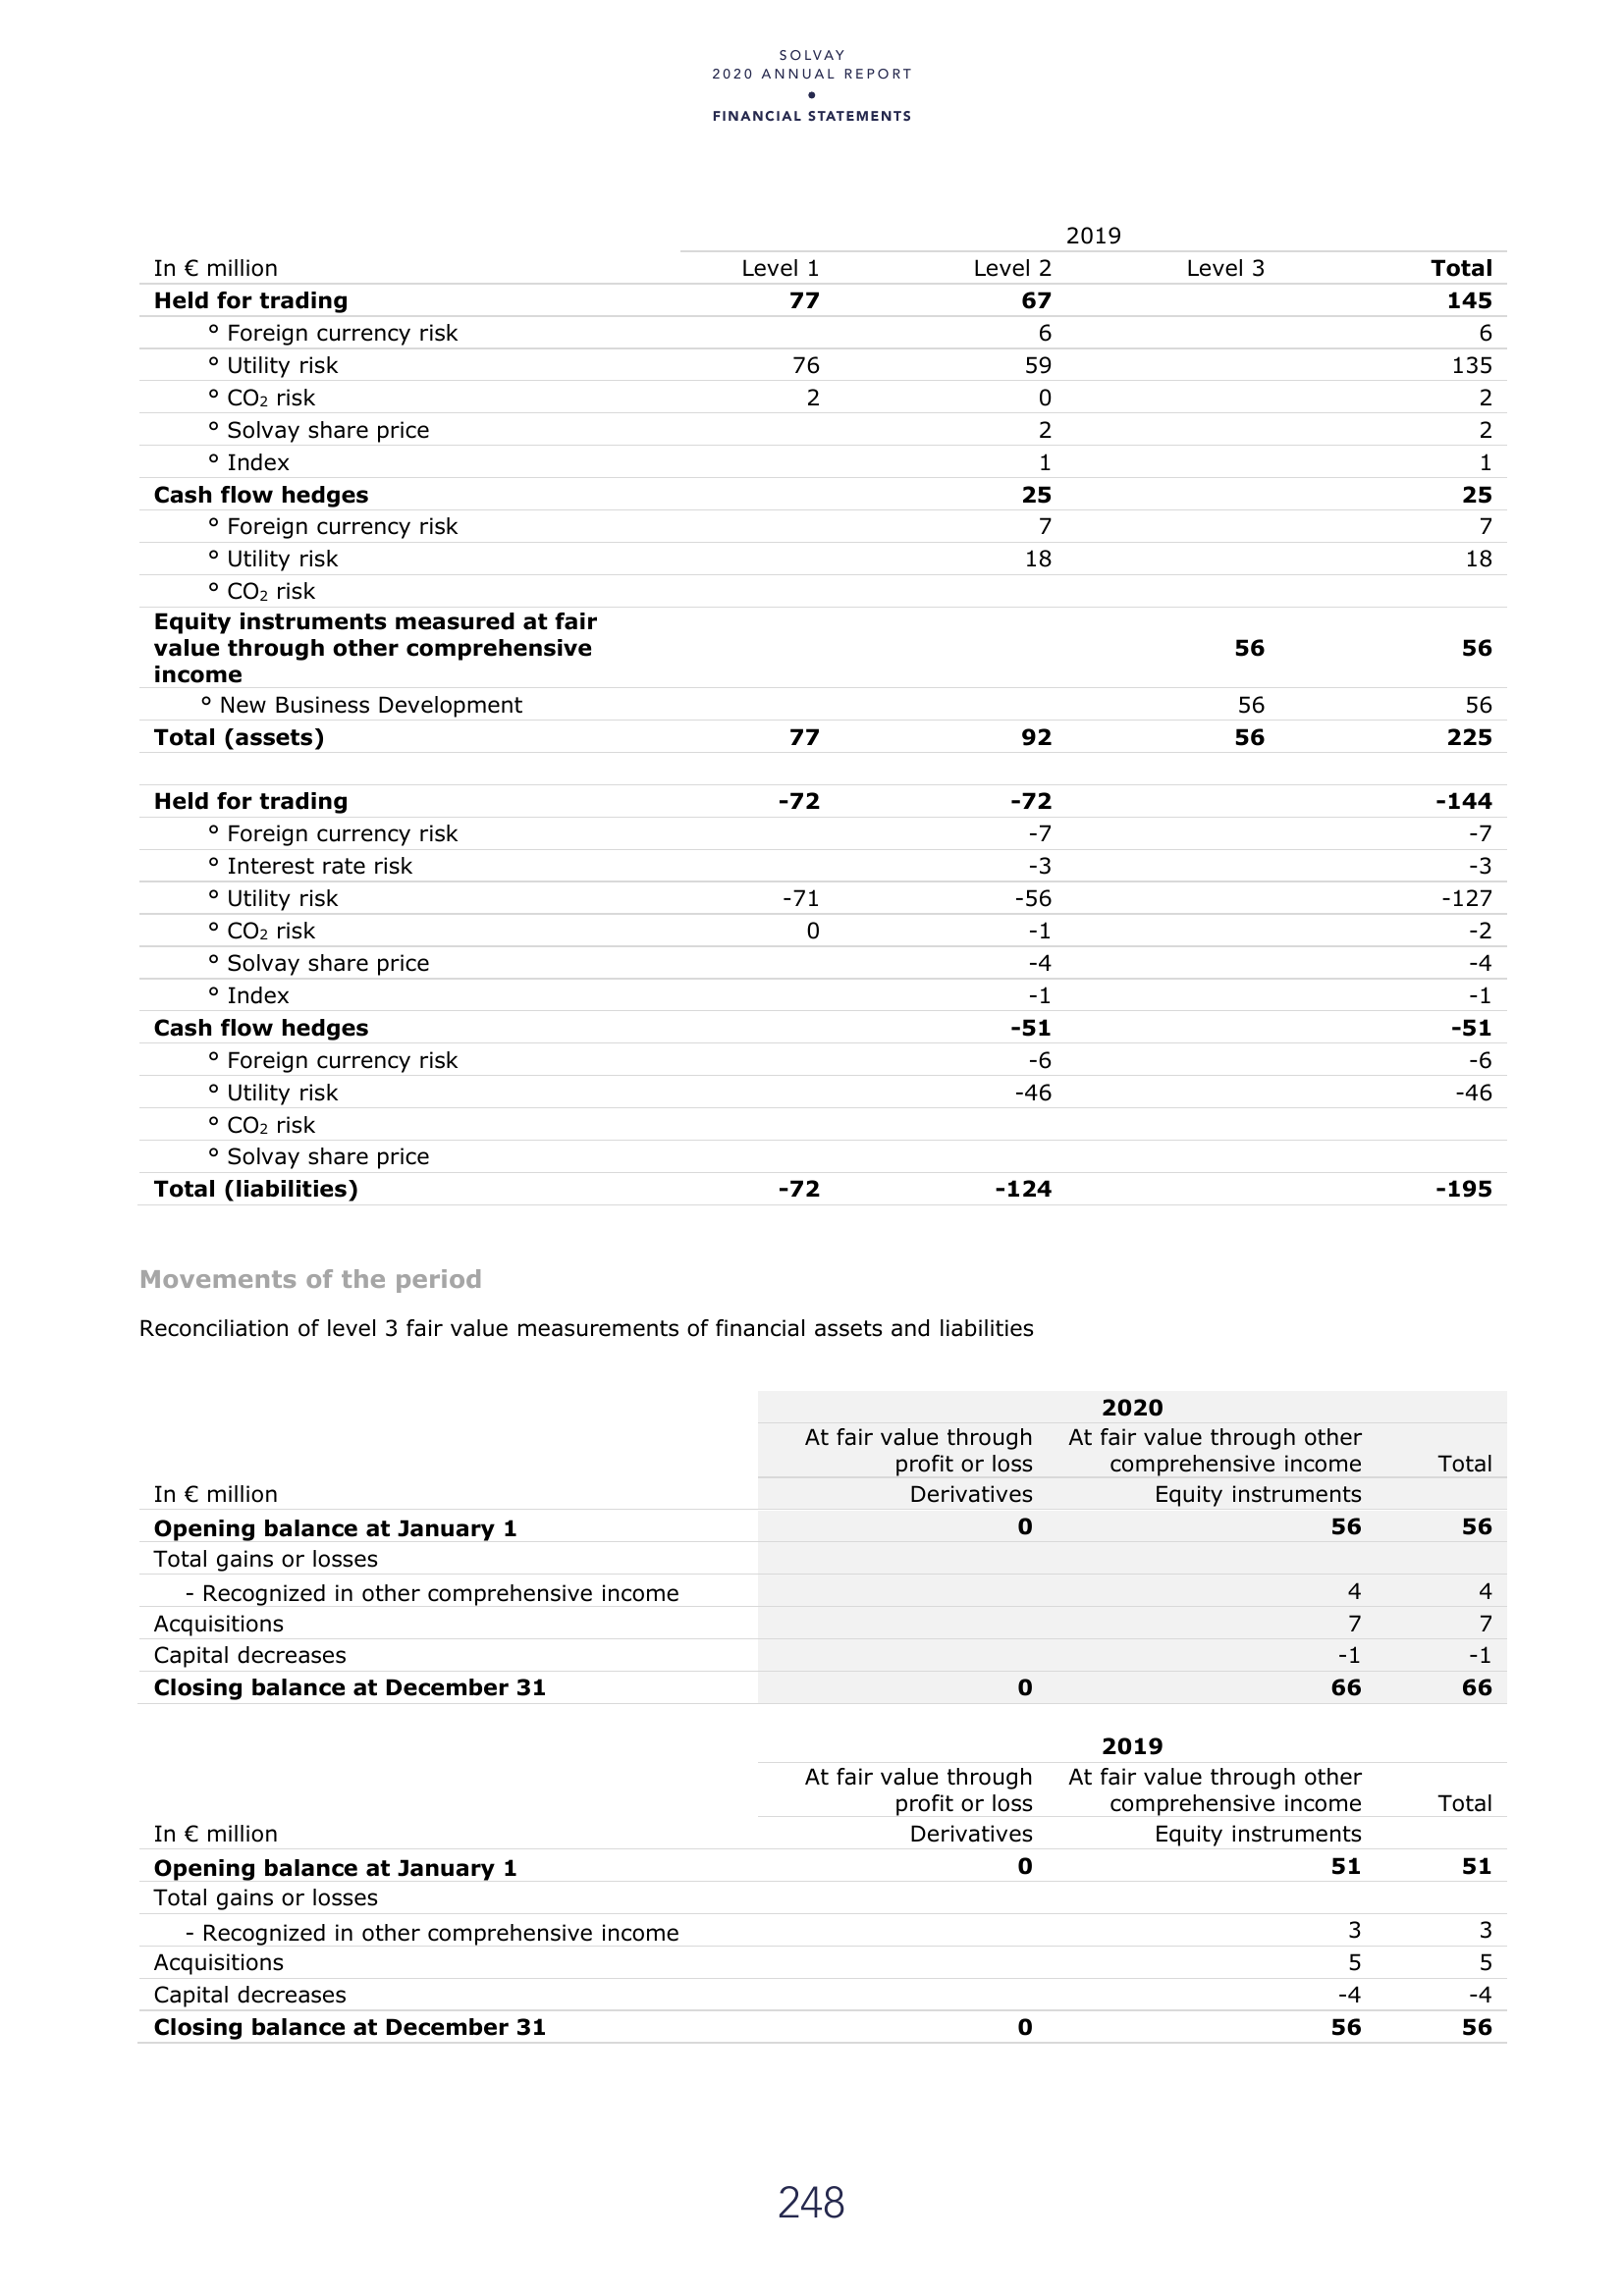 SOLVAY
2020 ANNUAL REPORT
•
FINANCIAL STATEMENTS
2019
In € million Level 1 Level 2 Level 3 Total
Held for trading 77 67 145
° Foreign currency risk 6 6
° Utility risk 76 59 135
° CO₂ risk 2 0 2
° Solvay share price 2 2
° Index 1 1
Cash flow hedges 25 25
° Foreign currency risk 7 7
° Utility risk 18 18
° CO₂ risk
Equity instruments measured at fair
value through other comprehensive 56 56
income
° New Business Development 56 56
Total (assets) 77 92 56 225
Held for trading -72 -72 -144
° Foreign currency risk -7 -7
° Interest rate risk -3 -3
° Utility risk -71 -56 -127
° CO₂ risk 0 -1 -2
° Solvay share price -4 -4
° Index -1 -1
Cash flow hedges -51 -51
° Foreign currency risk -6 -6
° Utility risk -46 -46
° CO₂ risk
° Solvay share price
Total (liabilities) -72 -124 -195
Movements of the period
Reconciliation of level 3 fair value measurements of financial assets and liabilities
2020
At fair value through At fair value through other
profit or loss comprehensive income Total
In € million Derivatives Equity instruments
Opening balance at January 1 0 56 56
Total gains or losses
- Recognized in other comprehensive income 4 4
Acquisitions 7 7
Capital decreases -1 -1
Closing balance at December 31 0 66 66
2019
At fair value through At fair value through other
profit or loss comprehensive income Total
In € million Derivatives Equity instruments
Opening balance at January 1 0 51 51
Total gains or losses
- Recognized in other comprehensive income 3 3
Acquisitions 5 5
Capital decreases -4 -4
Closing balance at December 31 0 56 56
248